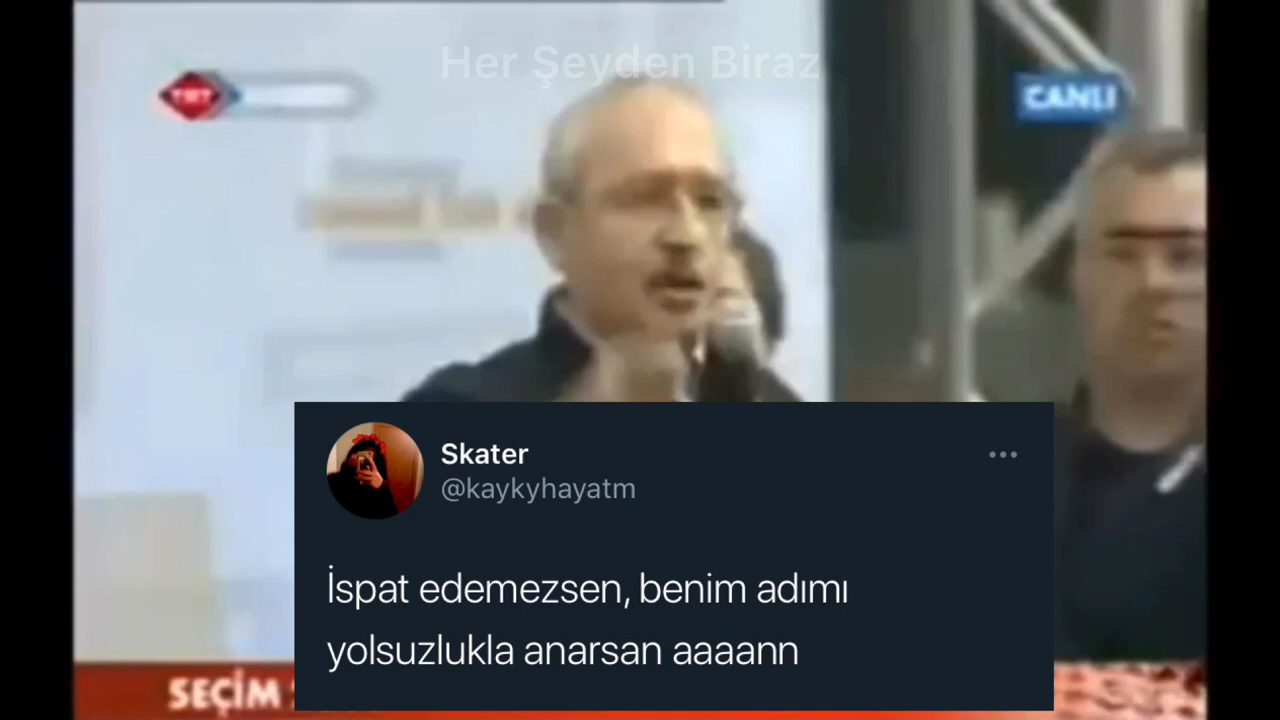 Her Şeyden Biraz
TRT
CANLI
Skater
@kaykyhayatm
İspat edemezsen, benim adımı
yolsuzlukla anarsan aaaann
SEÇİM